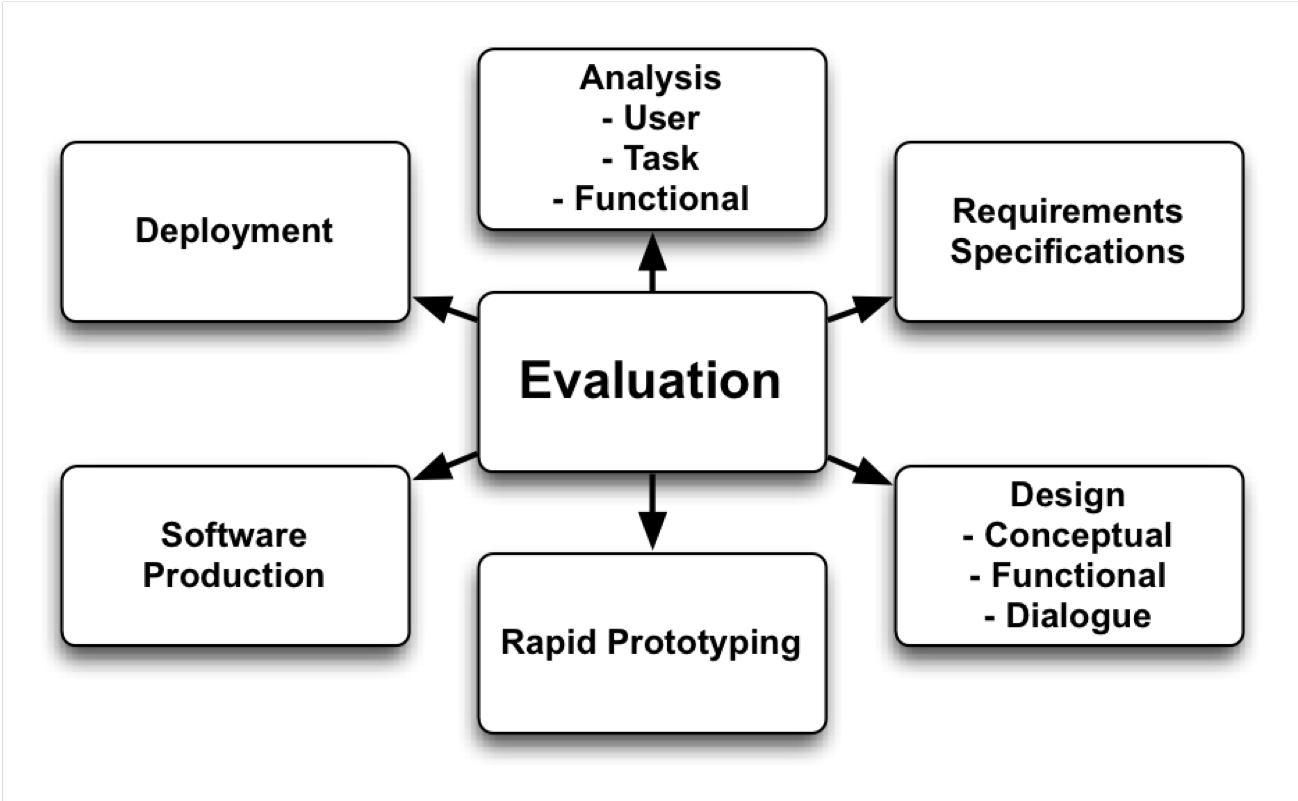 Analysis
- User
- Task
- Functional
Deployment
Requirements
Specifications
Evaluation
Software
Production
Rapid Prototyping
Design
- Conceptual
- Functional
- Dialogue